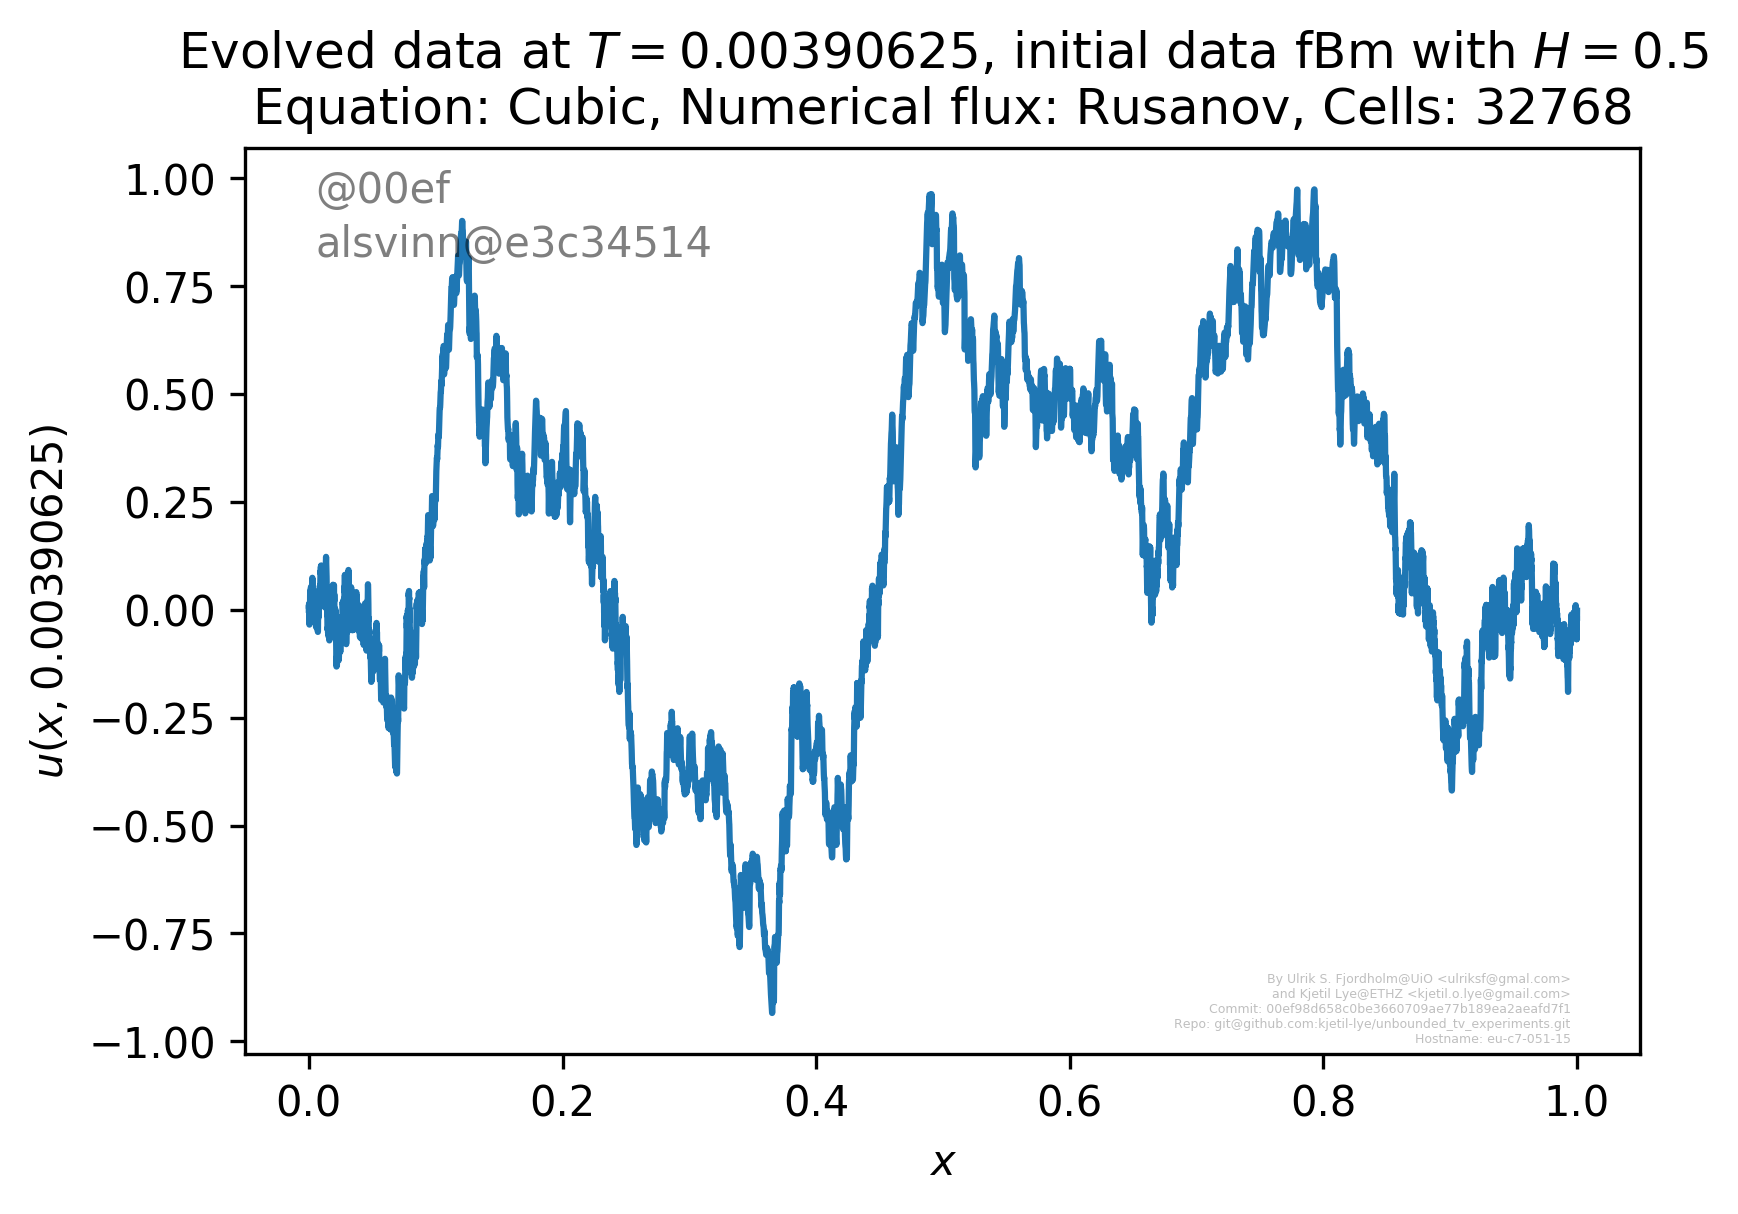 Evolved data at T = 0.00390625, initial data fBm with H = 0.5
Equation: Cubic, Numerical flux: Rusanov, Cells: 32768
@00ef
alsvinn@e3c34514
1.00
0.75
0.50
0.25
0.00
−0.25
−0.50
−0.75
−1.00
u(x, 0.00390625)
By Ulrik S. Fjordholm@UiO <ulriksf@gmal.com>
and Kjetil Lye@ETHZ <kjetil.o.lye@gmail.com>
Commit: 00ef98d658c0be3660709ae77b189ea2aeafd7f1
Repo: git@github.com:kjetil-lye/unbounded_tv_experiments.git
Hostname: eu-c7-051-15
0.0 0.2 0.4 0.6 0.8 1.0
x